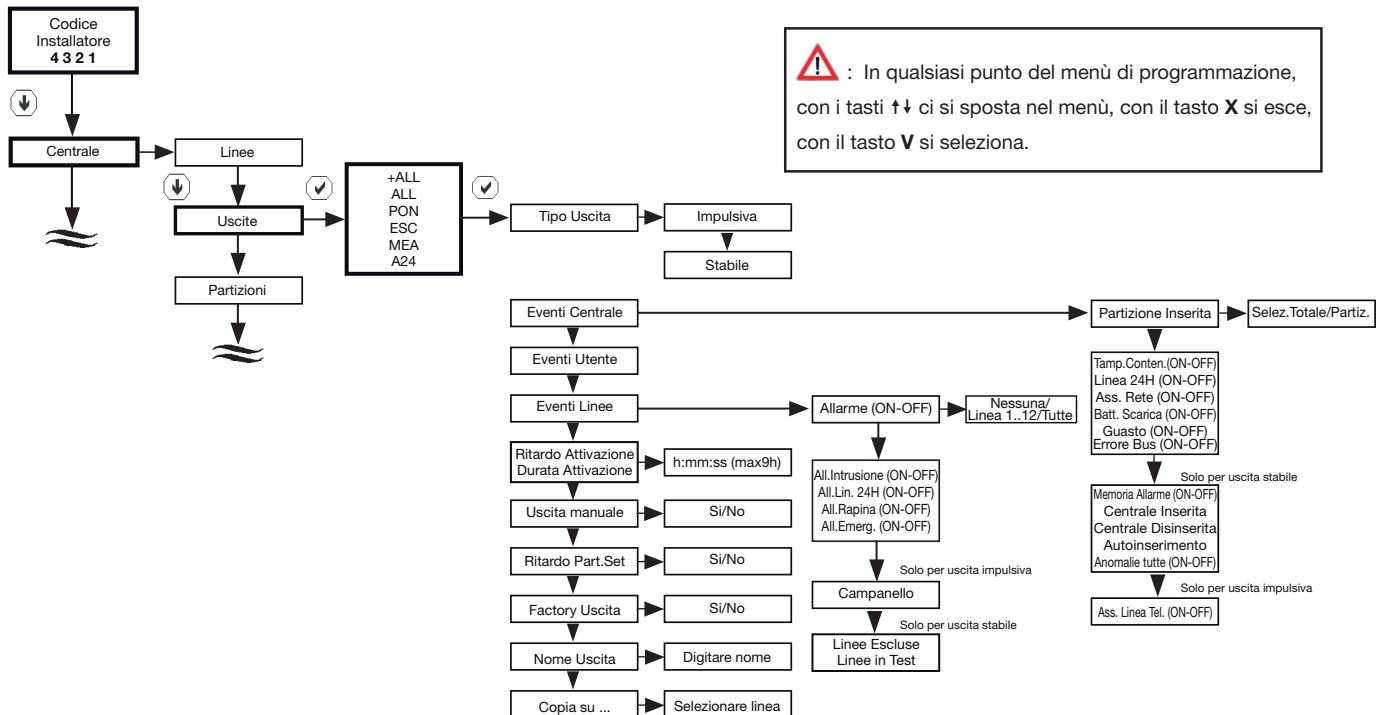 Codice
Installatore
4 3 2 1
: In qualsiasi punto del menù di programmazione,
con i tasti ↑↓ ci si sposta nel menù, con il tasto X si esce,
con il tasto V si seleziona.
Centrale
Linee
Uscite
Partizioni
+ALL
ALL
PON
ESC
MEA
A24
Tipo Uscita
Impulsiva
Stabile
Eventi Centrale
Partizione Inserita
Selez.Totale/Partiz.
Eventi Utente
Eventi Linee
Allarme (ON-OFF)
Nessuna/
Linea 1..12/Tutte
Ritardo Attivazione
Durata Attivazione
h:mm:ss (max9h)
Uscita manuale
Si/No
Ritardo Part.Set
Si/No
Factory Uscita
Si/No
Nome Uscita
Digitare nome
Copia su ...
Selezionare linea
All.Intrusione (ON-OFF)
All.Lin. 24H (ON-OFF)
All.Rapina (ON-OFF)
All.Emerg. (ON-OFF)
Solo per uscita impulsiva
Campanello
Solo per uscita stabile
Linee Escluse
Linee in Test
Tamp.Conten.(ON-OFF)
Linea 24H (ON-OFF)
Ass. Rete (ON-OFF)
Batt. Scarica (ON-OFF)
Guasto (ON-OFF)
Errore Bus (ON-OFF)
Solo per uscita stabile
Memoria Allarme (ON-OFF)
Centrale Inserita
Centrale Disinserita
Autoinserimento
Anomalie tutte (ON-OFF)
Solo per uscita impulsiva
Ass. Linea Tel. (ON-OFF)